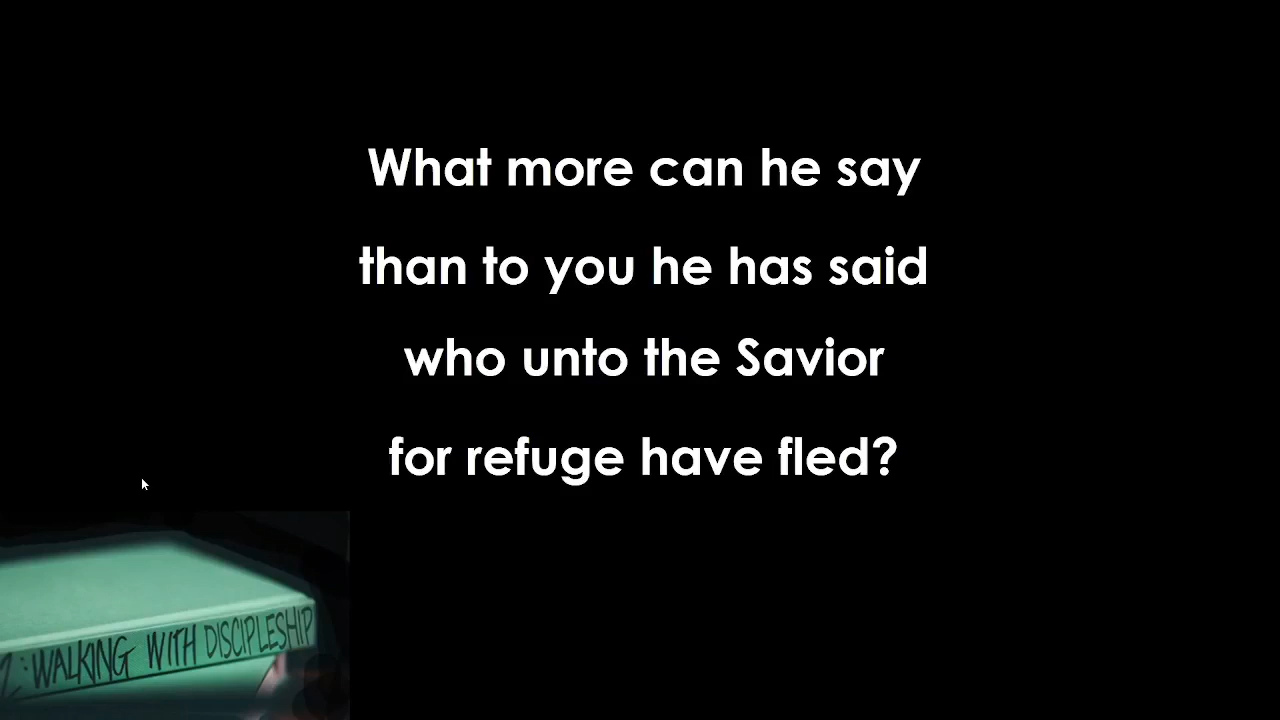 What more can he say
than to you he has said
who unto the Savior
for refuge have fled?
2: WALKING WITH DISCIPLESHIP